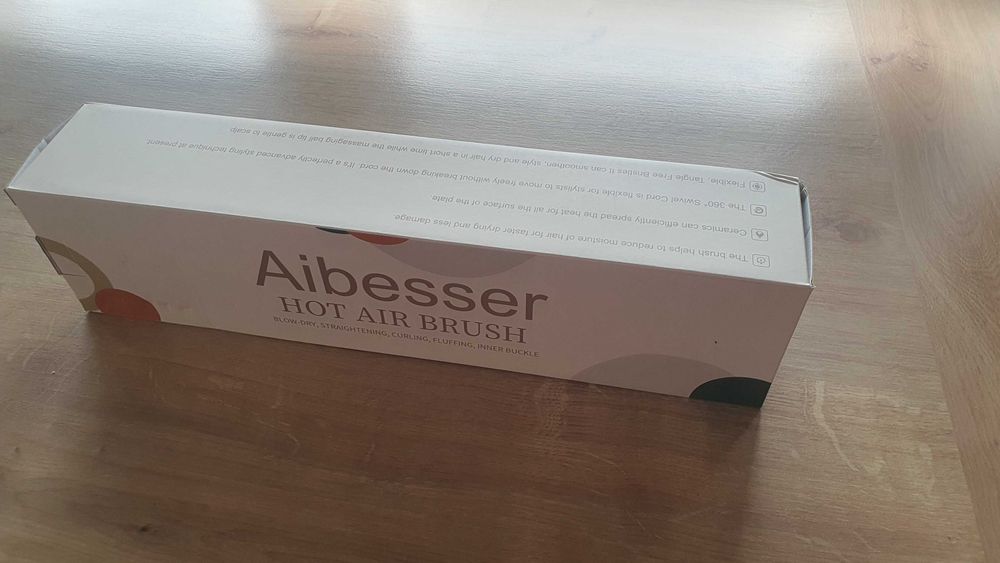 Aibesser
HOT AIR BRUSH
BLOW-DRY, STRAIGHTENING, CURLING, FLUFFING, INNER BUCKLE
The brush helps to reduce moisture of hair for faster drying and less damage.
Ceramics can efficiently spread the heat for all the surface of the plate.
The 360° Swivel Cord is flexible for stylists to move freely without breaking down the cord. It's a perfectly advanced styling technique at present.
Flexible, Tangle Free Bristles It can smoothen, style and dry hair in a short time while the massaging ball tip is gentle to scalp.